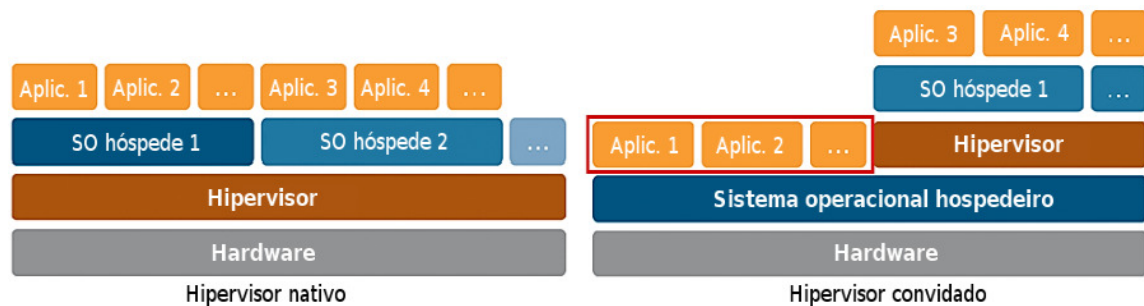 Aplic. 1 Aplic. 2 ... Aplic. 3 Aplic. 4 ...
SO hóspede 1 SO hóspede 2 ...
Hipervisor
Hardware
Hipervisor nativo
Aplic. 3 Aplic. 4 ...
SO hóspede 1 ...
Aplic. 1 Aplic. 2 ... Hipervisor
Sistema operacional hospedeiro
Hardware
Hipervisor convidado